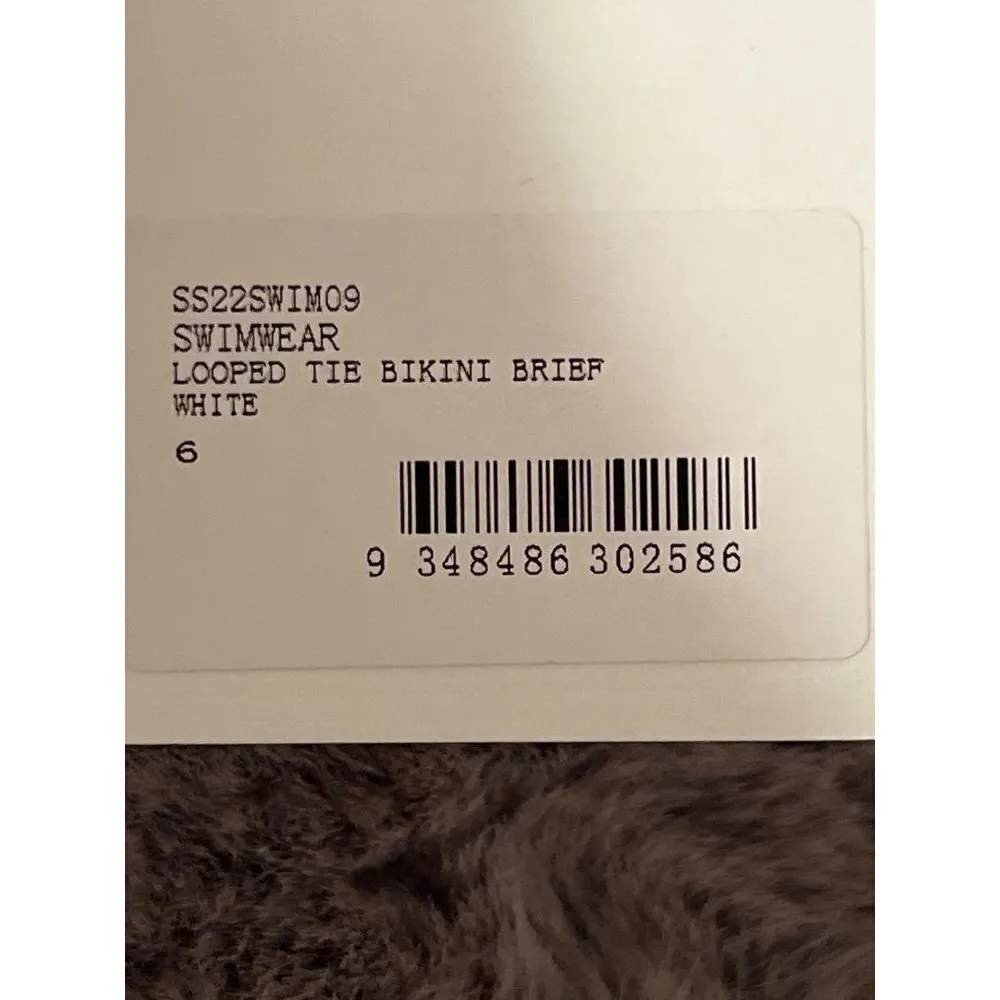 SS22SWIM09
SWIMWEAR
LOOPED TIE BIKINI BRIEF
WHITE
6
9 348486 302586